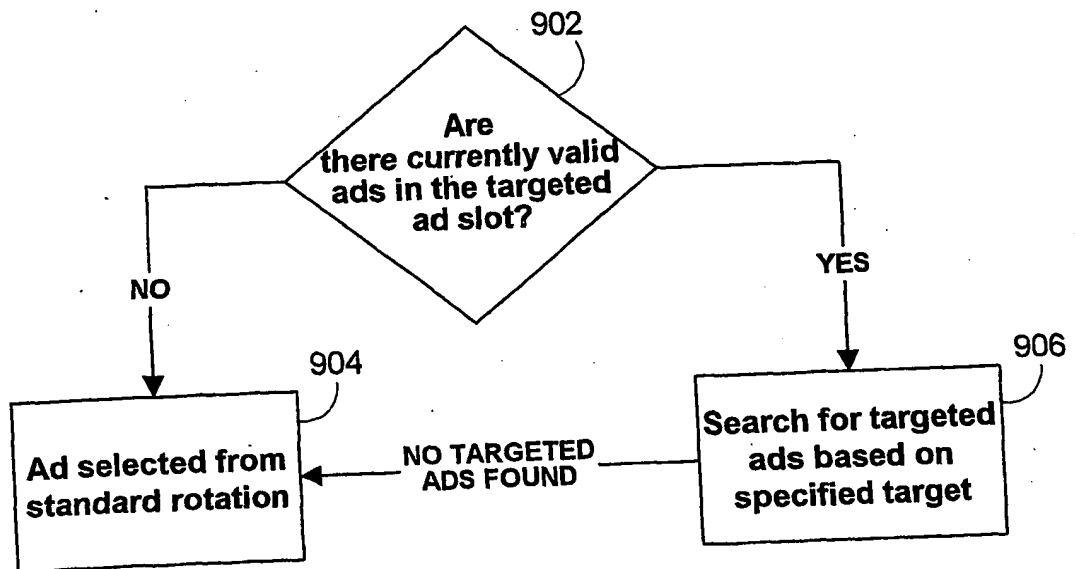 902
Are
there currently valid
ads in the targeted
ad slot?
NO
YES
904
906
Ad selected from
standard rotation
NO TARGETED
ADS FOUND
Search for targeted
ads based on
specified target